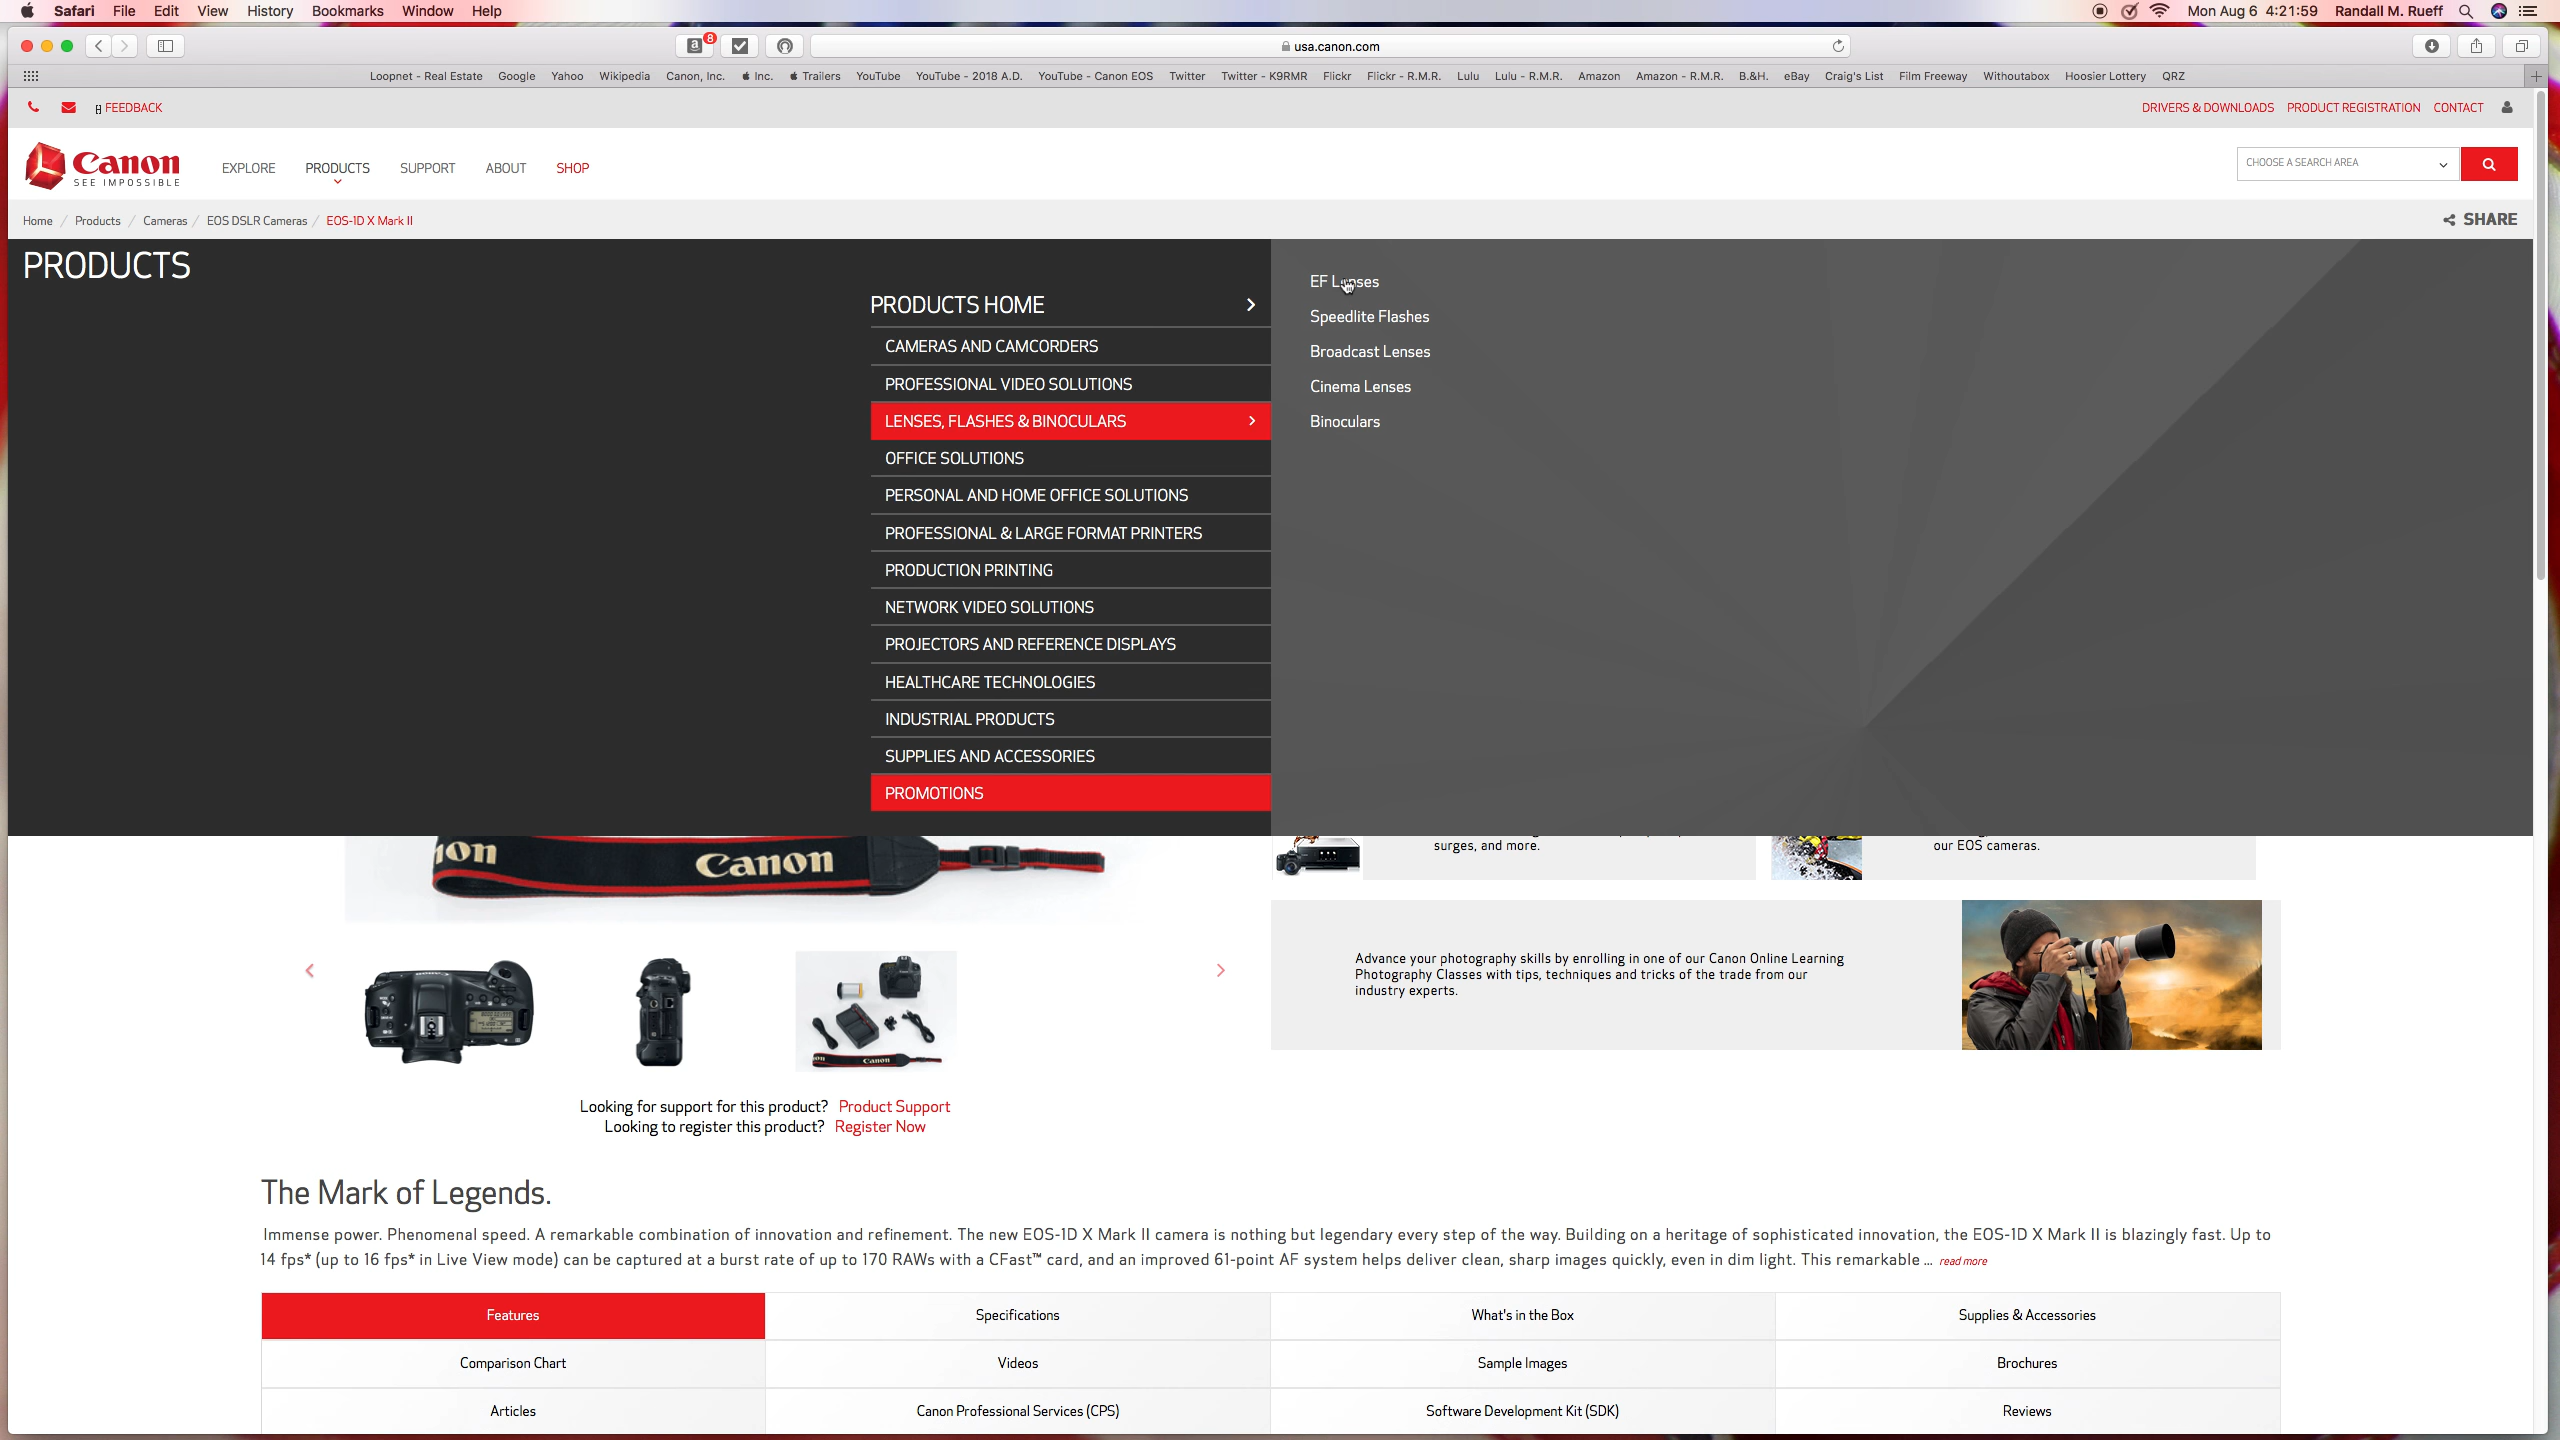 Safari File Edit View History Bookmarks Window Help
Mon Aug 6 4:21:59 Randall M. Rueff
8
usa.canon.com
Loopnet - Real Estate Google Yahoo Wikipedia Canon, Inc. Inc. Trailers YouTube YouTube - 2018 A.D. YouTube - Canon EOS Twitter Twitter - K9RMR Flickr Flickr - R.M.R. Lulu Lulu - R.M.R. Amazon Amazon - R.M.R. B.&H. eBay Craig's List Film Freeway Withoutabox Hoosier Lottery QRZ
FEEDBACK
DRIVERS & DOWNLOADS PRODUCT REGISTRATION CONTACT
Canon
SEE IMPOSSIBLE
EXPLORE PRODUCTS SUPPORT ABOUT SHOP
CHOOSE A SEARCH AREA
Home / Products / Cameras / EOS DSLR Cameras / EOS-1D X Mark II
SHARE
PRODUCTS
PRODUCTS HOME
CAMERAS AND CAMCORDERS
PROFESSIONAL VIDEO SOLUTIONS
LENSES, FLASHES & BINOCULARS
OFFICE SOLUTIONS
PERSONAL AND HOME OFFICE SOLUTIONS
PROFESSIONAL & LARGE FORMAT PRINTERS
PRODUCTION PRINTING
NETWORK VIDEO SOLUTIONS
PROJECTORS AND REFERENCE DISPLAYS
HEALTHCARE TECHNOLOGIES
INDUSTRIAL PRODUCTS
SUPPLIES AND ACCESSORIES
PROMOTIONS
EF Lenses
Speedlite Flashes
Broadcast Lenses
Cinema Lenses
Binoculars
non Canon
surges, and more.
our EOS cameras.
Advance your photography skills by enrolling in one of our Canon Online Learning
Photography Classes with tips, techniques and tricks of the trade from our
industry experts.
Canon
Looking for support for this product? Product Support
Looking to register this product? Register Now
The Mark of Legends.
Immense power. Phenomenal speed. A remarkable combination of innovation and refinement. The new EOS-1D X Mark II camera is nothing but legendary every step of the way. Building on a heritage of sophisticated innovation, the EOS-1D X Mark II is blazingly fast. Up to
14 fps* (up to 16 fps* in Live View mode) can be captured at a burst rate of up to 170 RAWs with a CFast™ card, and an improved 61-point AF system helps deliver clean, sharp images quickly, even in dim light. This remarkable ... read more
Features Specifications What's in the Box Supplies & Accessories
Comparison Chart Videos Sample Images Brochures
Articles Canon Professional Services (CPS) Software Development Kit (SDK) Reviews